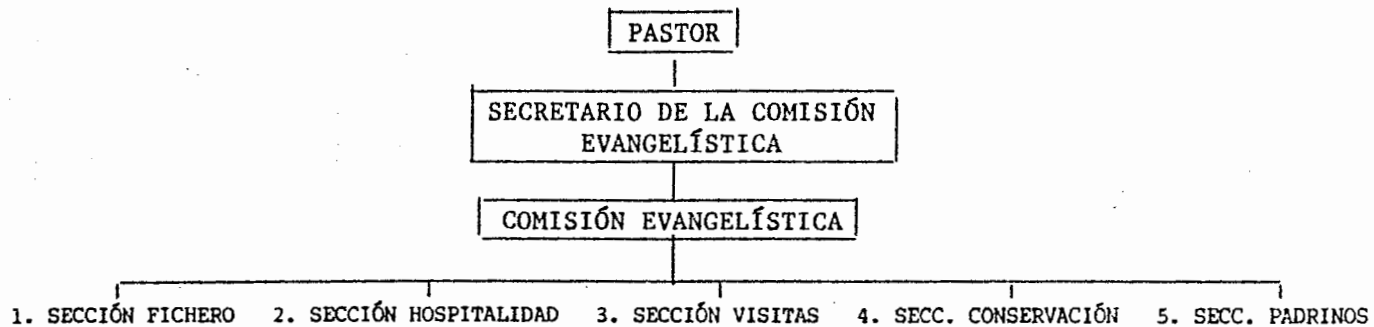 PASTOR
SECRETARIO DE LA COMISIÓN
EVANGELÍSTICA
COMISIÓN EVANGELÍSTICA
1. SECCIÓN FICHERO 2. SECCIÓN HOSPITALIDAD 3. SECCIÓN VISITAS 4. SECC. CONSERVACIÓN 5. SECC. PADRINOS